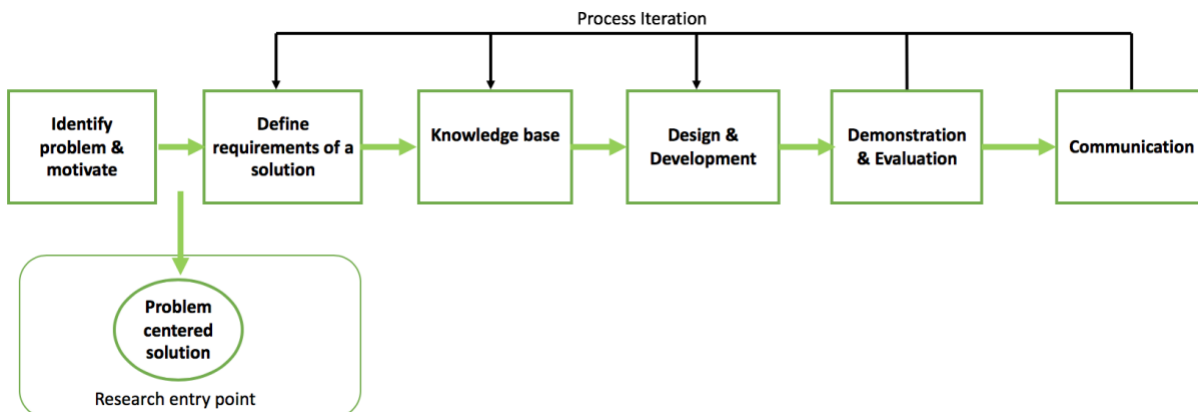 Process Iteration
Identify
problem &
motivate
Define
requirements of a
solution
Knowledge base
Design &
Development
Demonstration
& Evaluation
Communication
Problem
centered
solution
Research entry point